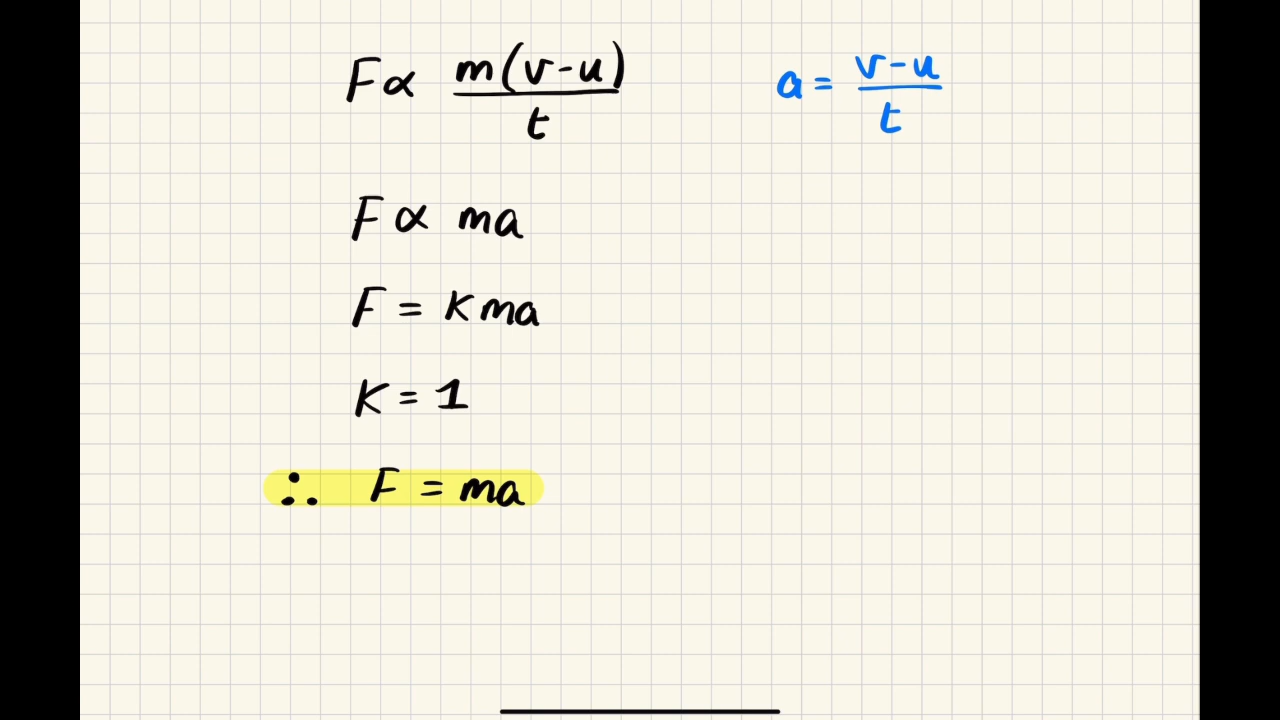 F ∝ m(v-u)/t
a = v-u/t
F ∝ ma
F = Kma
K = 1
∴ F = ma